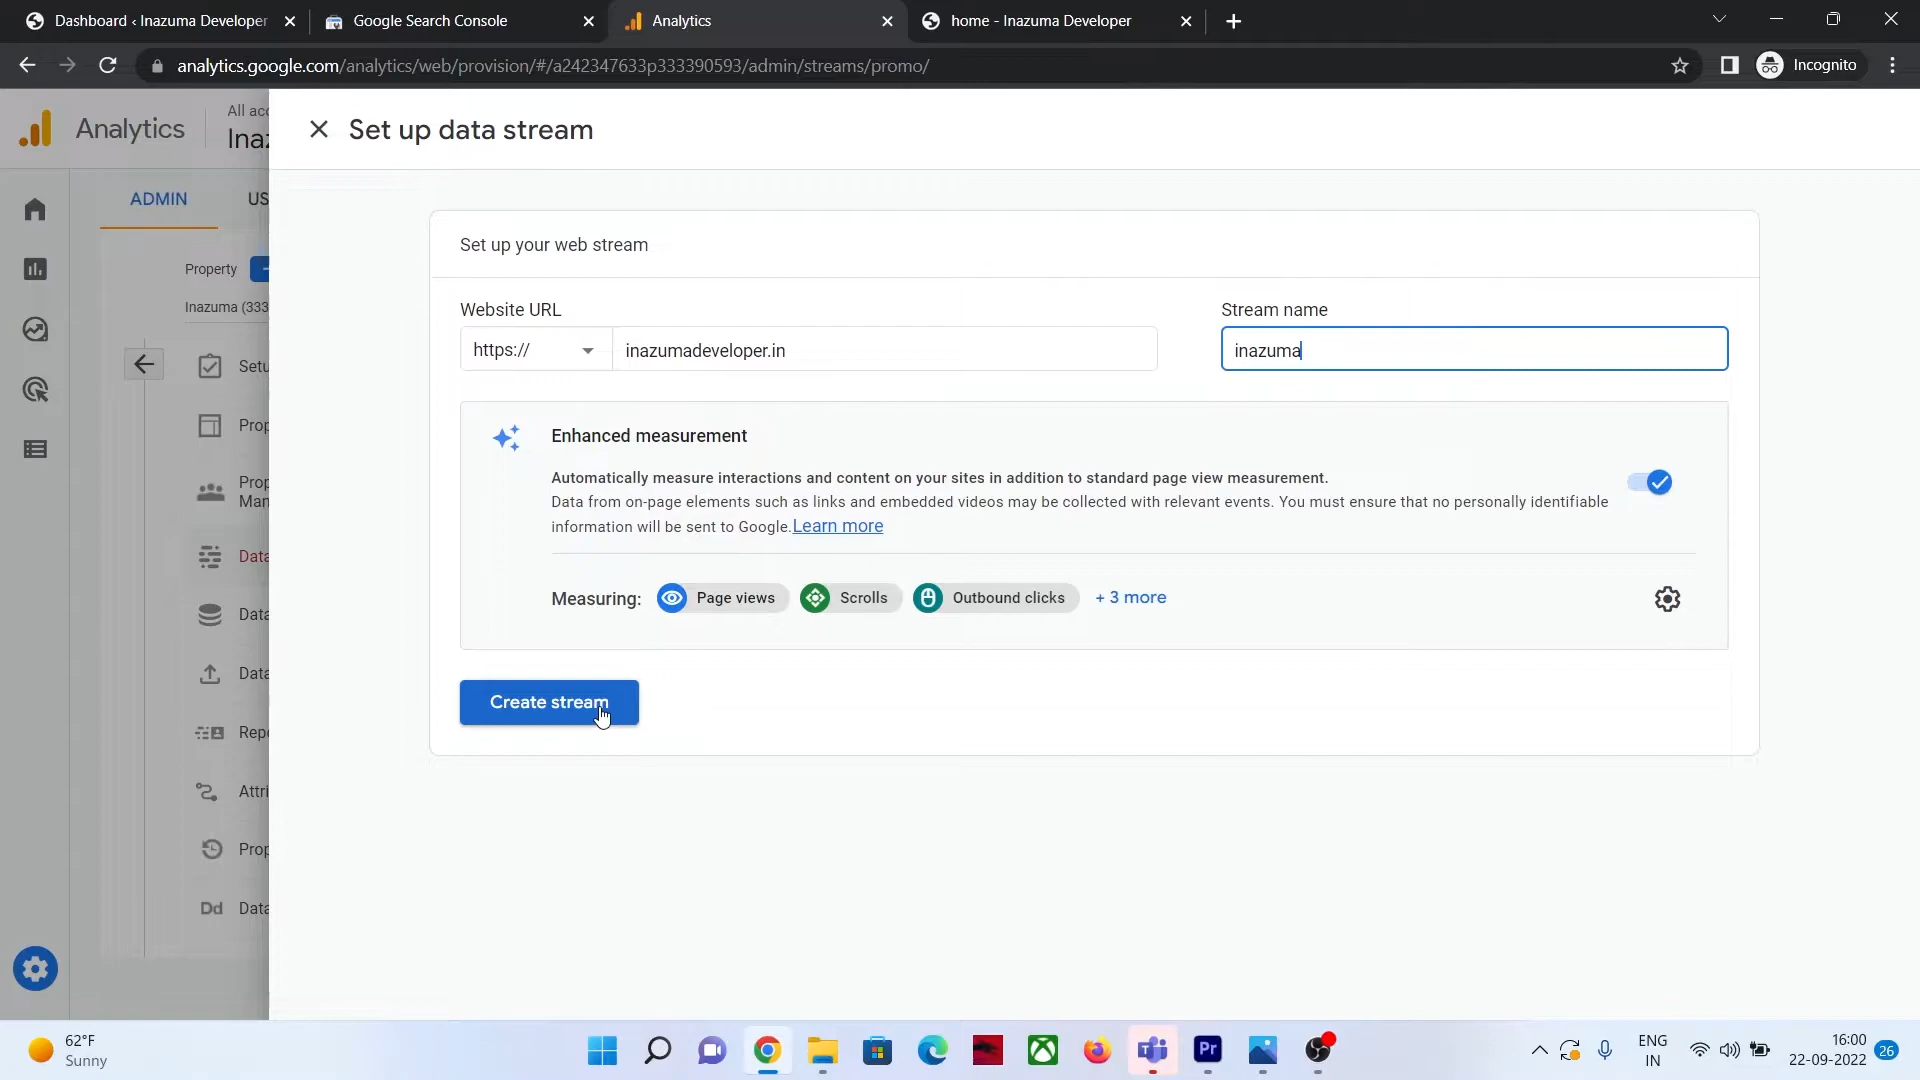 Dashboard ‹ Inazuma Developer
Google Search Console
Analytics
home - Inazuma Developer
analytics.google.com/analytics/web/provision/#/a242347633p333390593/admin/streams/promo/
Incognito
Analytics
All acc
Inaz
Set up data stream
ADMIN
US
Property
Inazuma (333
Setu
Prop
Prop
Man
Data
Data
Data
Repo
Attri
Prop
Dd
Data
Set up your web stream
Website URL
Stream name
https://
inazumadeveloper.in
inazuma
Enhanced measurement
Automatically measure interactions and content on your sites in addition to standard page view measurement.
Data from on-page elements such as links and embedded videos may be collected with relevant events. You must ensure that no personally identifiable
information will be sent to Google. Learn more
Measuring:
Page views
Scrolls
Outbound clicks
+ 3 more
Create stream
62°F
Sunny
Pr
ENG
IN
16:00
22-09-2022
26